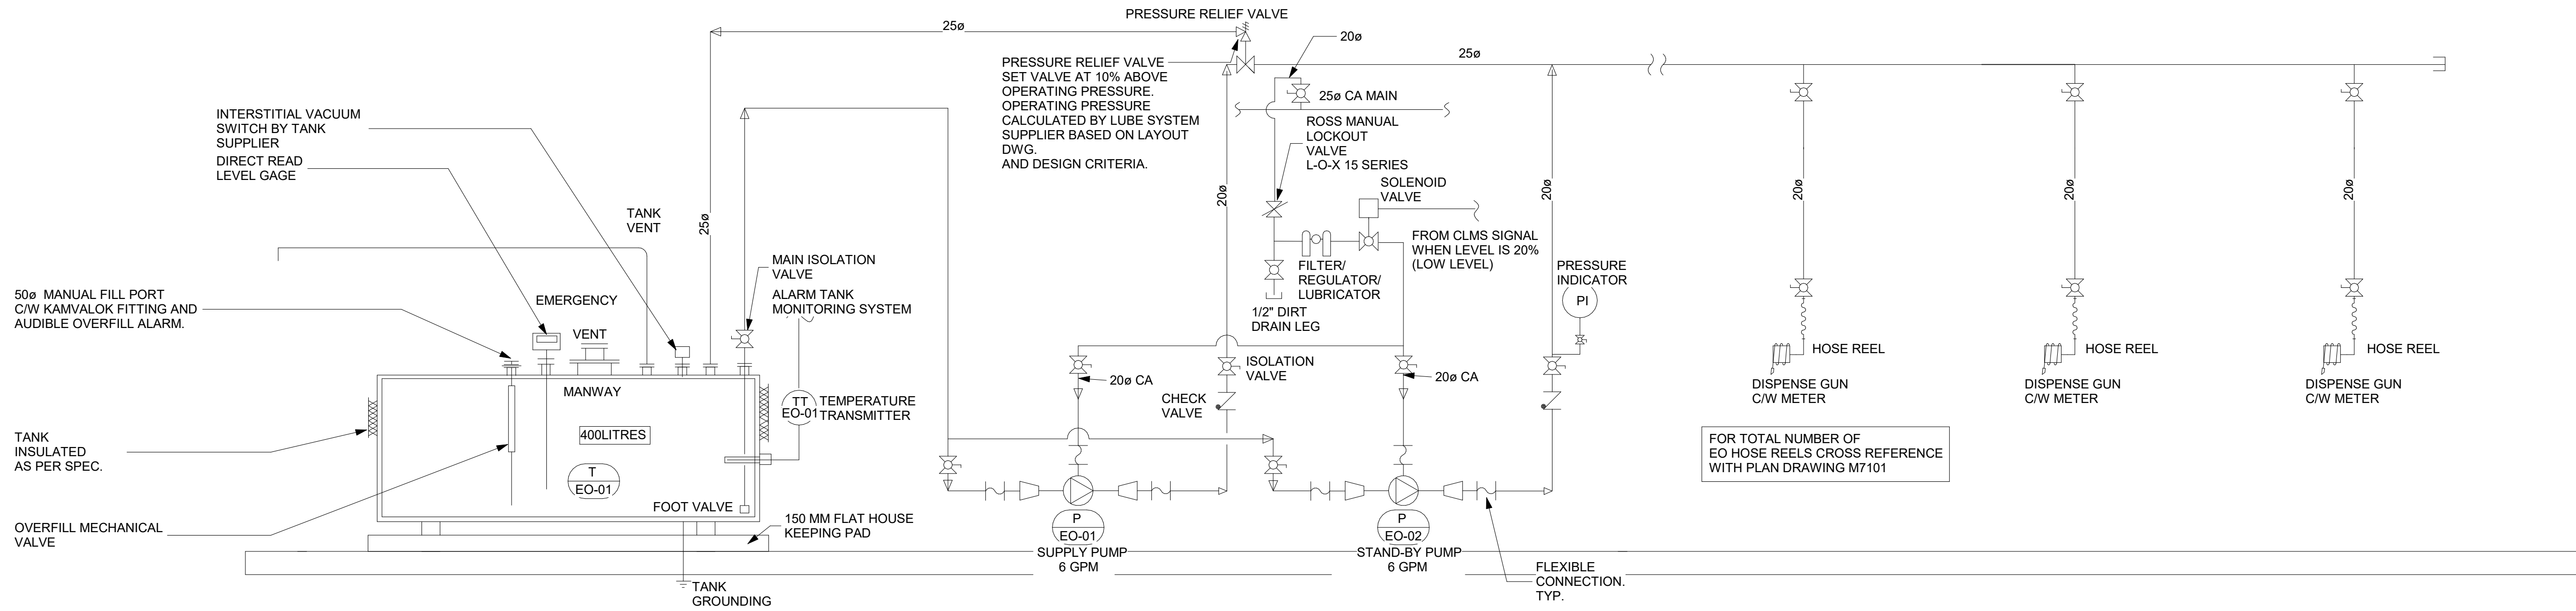 PRESSURE RELIEF VALVE
25ø
20ø
25ø
PRESSURE RELIEF VALVE
SET VALVE AT 10% ABOVE
OPERATING PRESSURE.
OPERATING PRESSURE
CALCULATED BY LUBE SYSTEM
SUPPLIER BASED ON LAYOUT
DWG.
AND DESIGN CRITERIA.
25ø CA MAIN
ROSS MANUAL
LOCKOUT
VALVE
L-O-X 15 SERIES
INTERSTITIAL VACUUM
SWITCH BY TANK
SUPPLIER
DIRECT READ
LEVEL GAGE
TANK
VENT
25ø
20ø
SOLENOID
VALVE
20ø
20ø
20ø
20ø
FROM CLMS SIGNAL
WHEN LEVEL IS 20%
(LOW LEVEL)
MAIN ISOLATION
VALVE
ALARM TANK
MONITORING SYSTEM
FILTER/
REGULATOR/
LUBRICATOR
PRESSURE
INDICATOR
PI
50ø MANUAL FILL PORT
C/W KAMVALOK FITTING AND
AUDIBLE OVERFILL ALARM.
EMERGENCY
VENT
1/2" DIRT
DRAIN LEG
HOSE REEL
HOSE REEL
HOSE REEL
ISOLATION
VALVE
20ø CA
20ø CA
MANWAY
DISPENSE GUN
C/W METER
DISPENSE GUN
C/W METER
DISPENSE GUN
C/W METER
TT
EO-01
TEMPERATURE
TRANSMITTER
CHECK
VALVE
TANK
INSULATED
AS PER SPEC.
400LITRES
FOR TOTAL NUMBER OF
EO HOSE REELS CROSS REFERENCE
WITH PLAN DRAWING M7101
T
EO-01
FOOT VALVE
OVERFILL MECHANICAL
VALVE
150 MM FLAT HOUSE
KEEPING PAD
P
EO-01
SUPPLY PUMP
6 GPM
P
EO-02
STAND-BY PUMP
6 GPM
FLEXIBLE
CONNECTION.
TYP.
TANK
GROUNDING